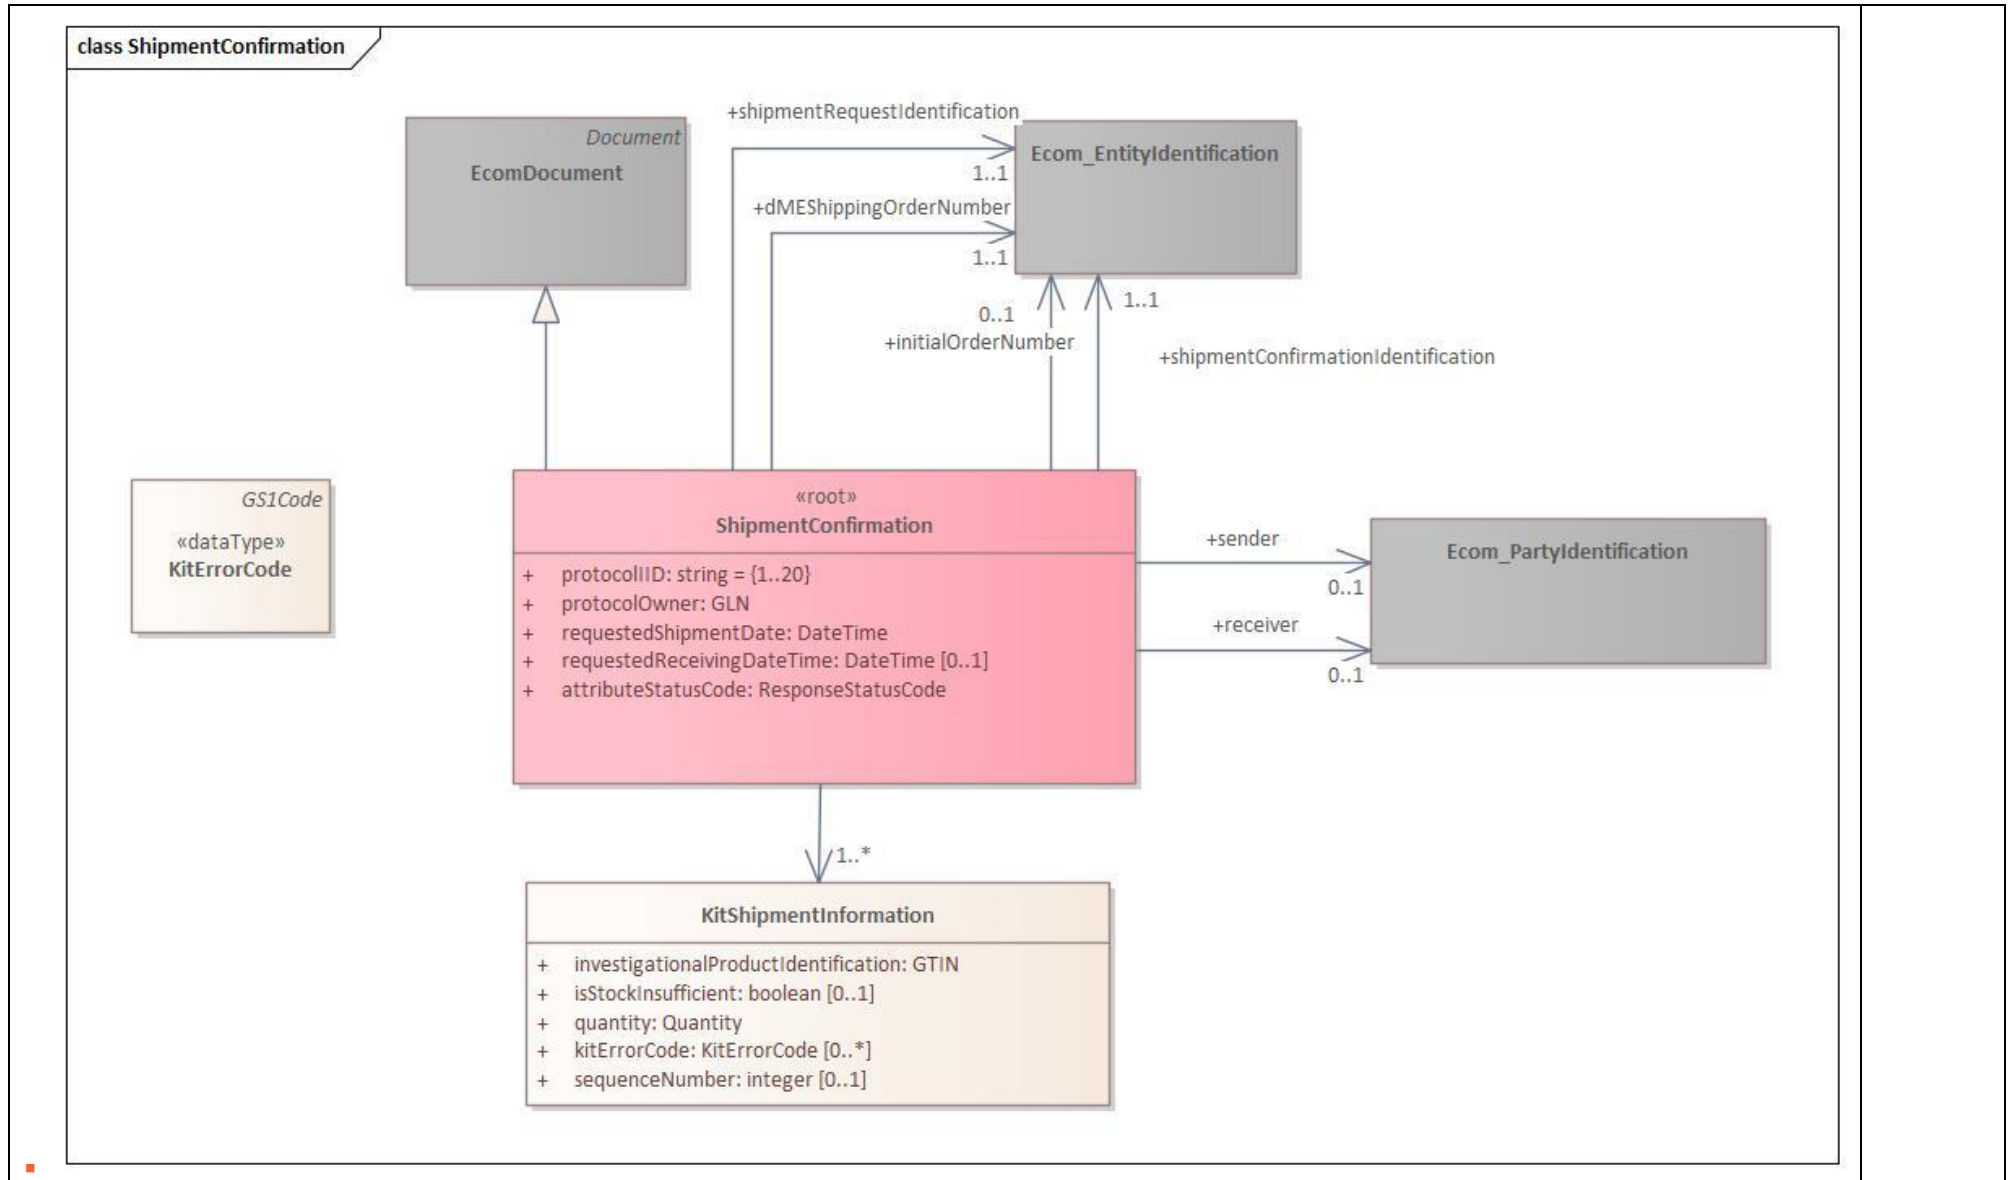 class ShipmentConfirmation
+shipmentRequestIdentification
Document
EcomDocument
Ecom_EntityIdentification
1..1
+dMEShippingOrderNumber
1..1
0..1
1..1
+initialOrderNumber
+shipmentConfirmationIdentification
GS1Code
«dataType»
KitErrorCode
«root»
ShipmentConfirmation
+ protocolIID: string = {1..20}
+ protocolOwner: GLN
+ requestedShipmentDate: DateTime
+ requestedReceivingDateTime: DateTime [0..1]
+ attributeStatusCode: ResponseStatusCode
+sender
0..1
Ecom_PartyIdentification
+receiver
0..1
1..*
KitShipmentInformation
+ investigationalProductIdentification: GTIN
+ isStockInsufficient: boolean [0..1]
+ quantity: Quantity
+ kitErrorCode: KitErrorCode [0..*]
+ sequenceNumber: integer [0..1]